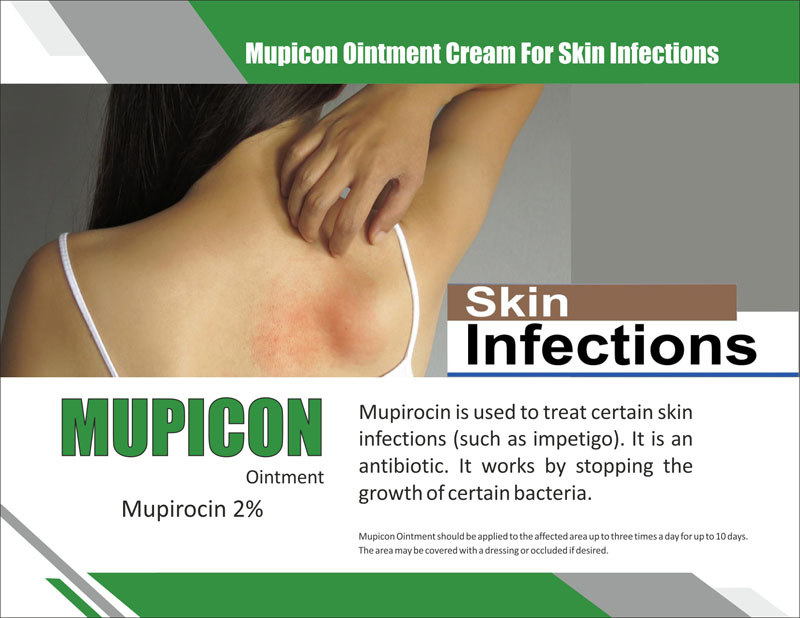 Mupicon Ointment Cream For Skin Infections
Skin
Infections
MUPICON
Ointment
Mupirocin 2%
Mupirocin is used to treat certain skin
infections (such as impetigo). It is an
antibiotic. It works by stopping the
growth of certain bacteria.
Mupicon Ointment should be applied to the affected area up to three times a day for up to 10 days.
The area may be covered with a dressing or occluded if desired.